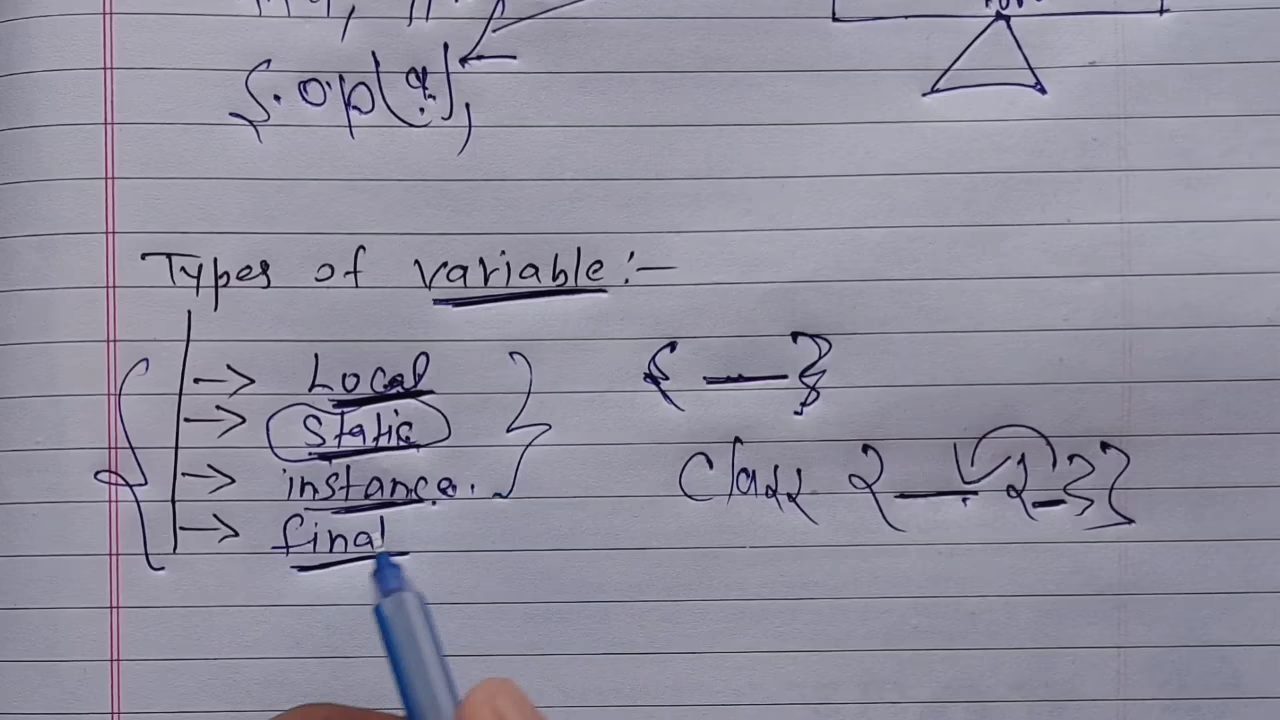 S.op(a);
Types of variable :-
→ Local
→ static
→ instance.
→ final
{ — }
Class { — { — } }